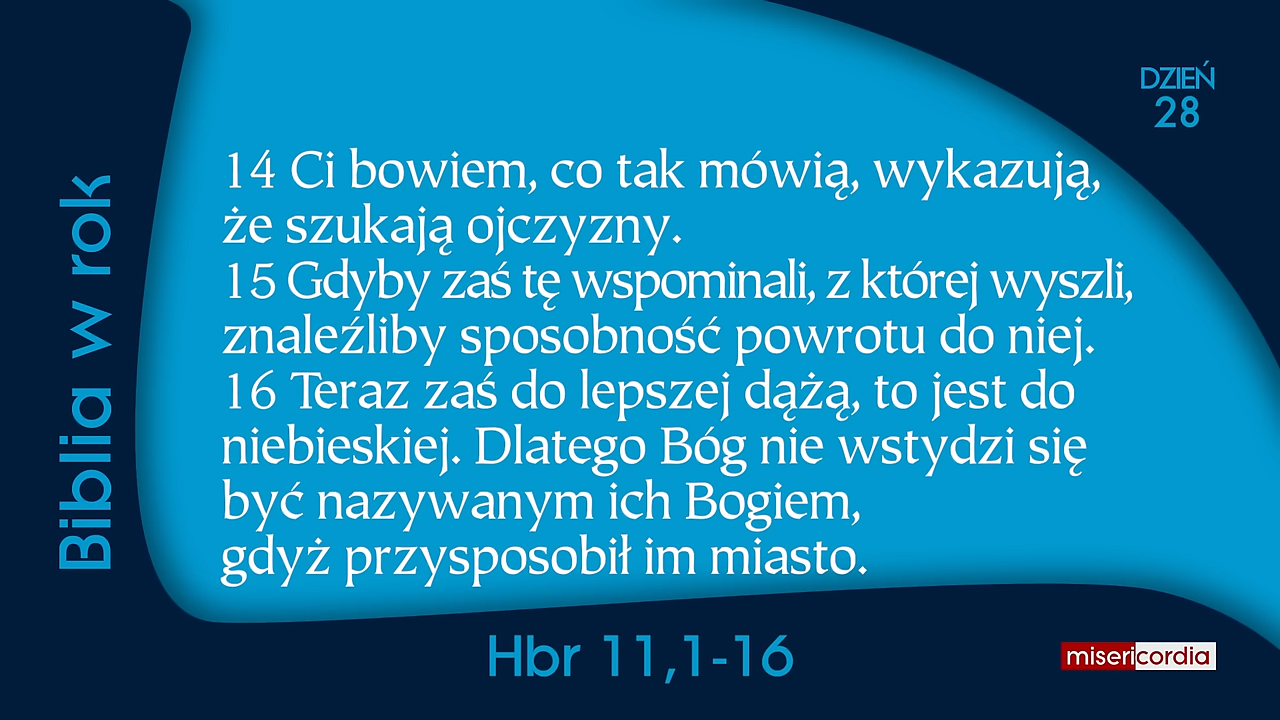 DZIEŃ
28
Biblia w rok
14 Ci bowiem, co tak mówią, wykazują,
że szukają ojczyzny.
15 Gdyby zaś tę wspominali, z której wyszli,
znaleźliby sposobność powrotu do niej.
16 Teraz zaś do lepszej dążą, to jest do
niebieskiej. Dlatego Bóg nie wstydzi się
być nazywanym ich Bogiem,
gdyż przysposobił im miasto.
Hbr 11,1-16
misericordia